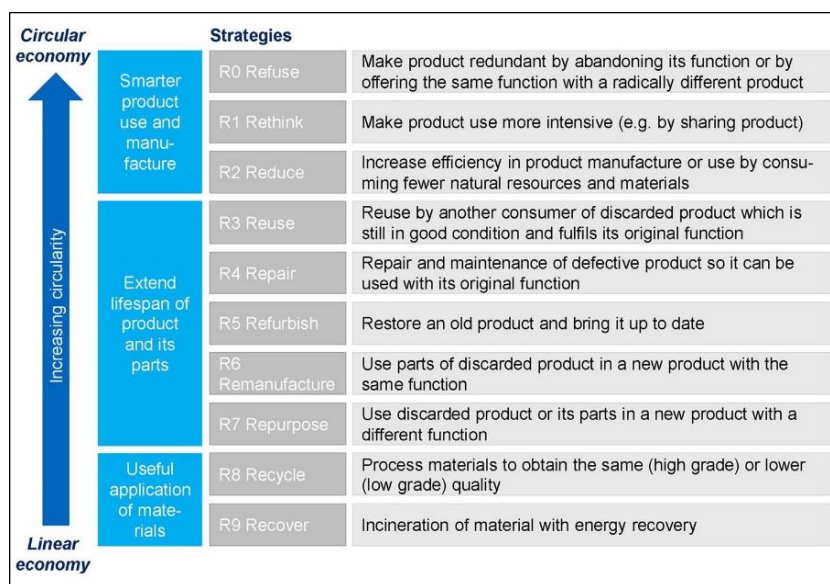 Circular
economy
Strategies
Increasing circularity
Linear
economy
Smarter
product
use and
manu-
facture
R0 Refuse
Make product redundant by abandoning its function or by
offering the same function with a radically different product
R1 Rethink
Make product use more intensive (e.g. by sharing product)
R2 Reduce
Increase efficiency in product manufacture or use by consu-
ming fewer natural resources and materials
Extend
lifespan of
product
and its
parts
R3 Reuse
Reuse by another consumer of discarded product which is
still in good condition and fulfils its original function
R4 Repair
Repair and maintenance of defective product so it can be
used with its original function
R5 Refurbish
Restore an old product and bring it up to date
R6
Remanufacture
Use parts of discarded product in a new product with the
same function
R7 Repurpose
Use discarded product or its parts in a new product with a
different function
Useful
application
of mate-
rials
R8 Recycle
Process materials to obtain the same (high grade) or lower
(low grade) quality
R9 Recover
Incineration of material with energy recovery